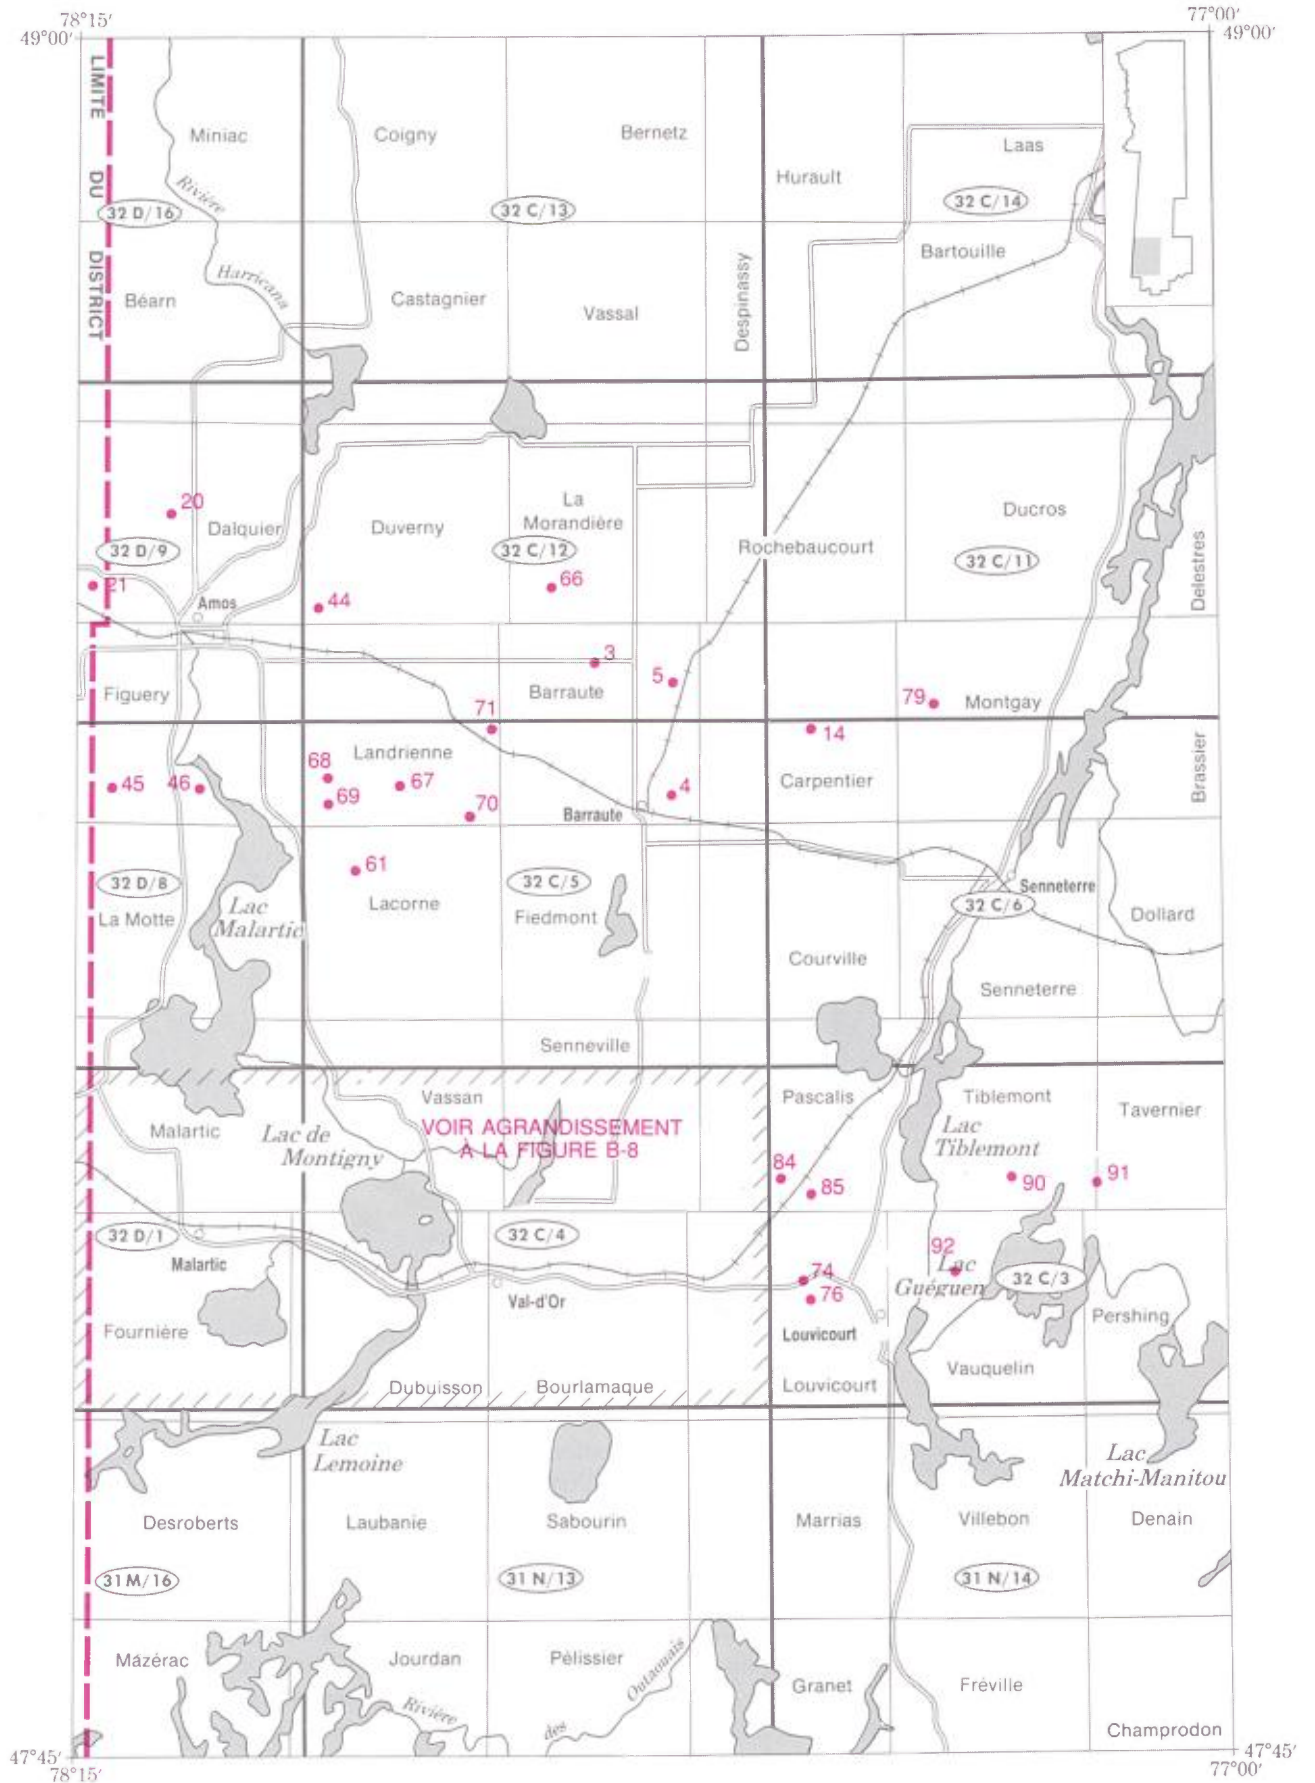 78°15′
77°00′
49°00′
49°00′
LIMITE DU DISTRICT
Miniac
Coigny
Bernetz
Laas
Hurault
Rivière
32 D/16
32 C/13
32 C/14
Bartouille
Harricana
Béarn
Castagnier
Vassal
Despinassy
20
La
Morandière
Dalquier
Duverny
Ducros
32 D/9
32 C/12
Rochebaucourt
32 C/11
Delestres
21
66
Amos
44
3
5
Figuery
Barraute
79
Montgay
71
14
68
Landrienne
45
46
67
4
Carpentier
Brassier
69
70
Barraute
61
32 D/8
32 C/5
Senneterre
Lac
Malartic
Lacorne
32 C/6
La Motte
Fiedmont
Dollard
Courville
Senneterre
Senneville
Vassan
Pascalis
Tiblemont
Tavernier
VOIR AGRANDISSEMENT
À LA FIGURE B-8
Malartic
Lac de
Montigny
Lac
Tiblemont
84
85
90
91
32 D/1
32 C/4
92
Malartic
74
Lac
Guéguen
32 C/3
76
Val-d'Or
Pershing
Fournière
Louvicourt
Vauquelin
Dubuisson
Bourlamaque
Louvicourt
Lac
Lemoine
Lac
Matchi-Manitou
Desroberts
Laubanie
Sabourin
Marrias
Villebon
Denain
31 M/16
31 N/13
31 N/14
Mazérac
Jourdan
Pélissier
Outaouais
Granet
Fréville
Rivière
des
Champrodon
47°45′
47°45′
78°15′
77°00′